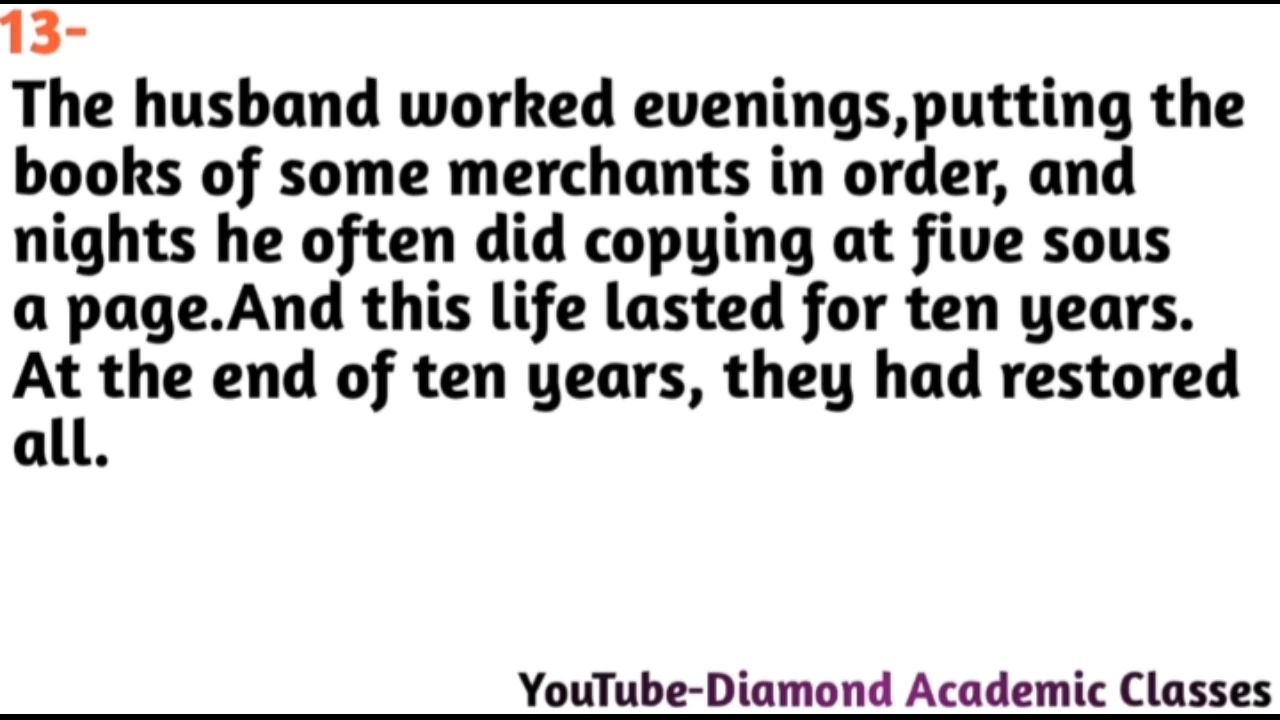 13-
The husband worked evenings,putting the
books of some merchants in order, and
nights he often did copying at five sous
a page.And this life lasted for ten years.
At the end of ten years, they had restored
all.
YouTube-Diamond Academic Classes